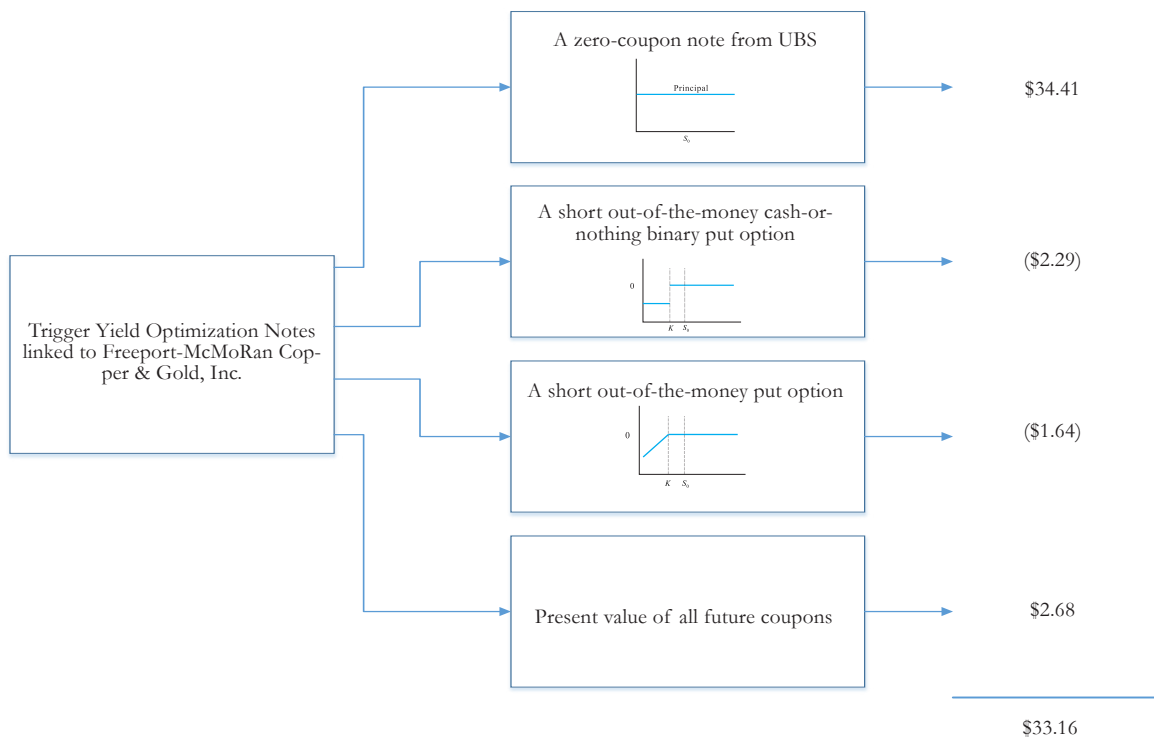 A zero-coupon note from UBS
Principal
S0
$34.41
A short out-of-the-money cash-or-
nothing binary put option
0
K
S0
($2.29)
Trigger Yield Optimization Notes
linked to Freeport-McMoRan Cop-
per & Gold, Inc.
A short out-of-the-money put option
0
K
S0
($1.64)
Present value of all future coupons
$2.68
$33.16